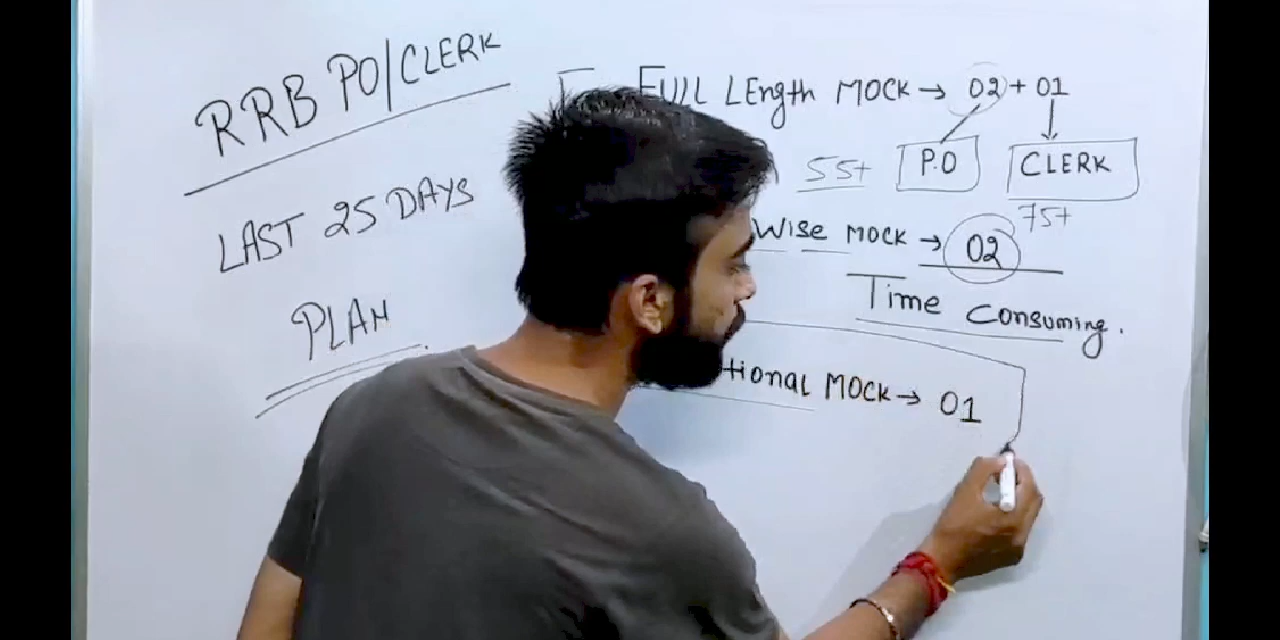 RRB PO/CLERK
LAST 25 DAYS
PLAN.
FULL LEngth MOCK → 02 + 01
55+ P.O CLERK
75+
Wise MOCK → 02
Time consuming.
tional MOCK → 01